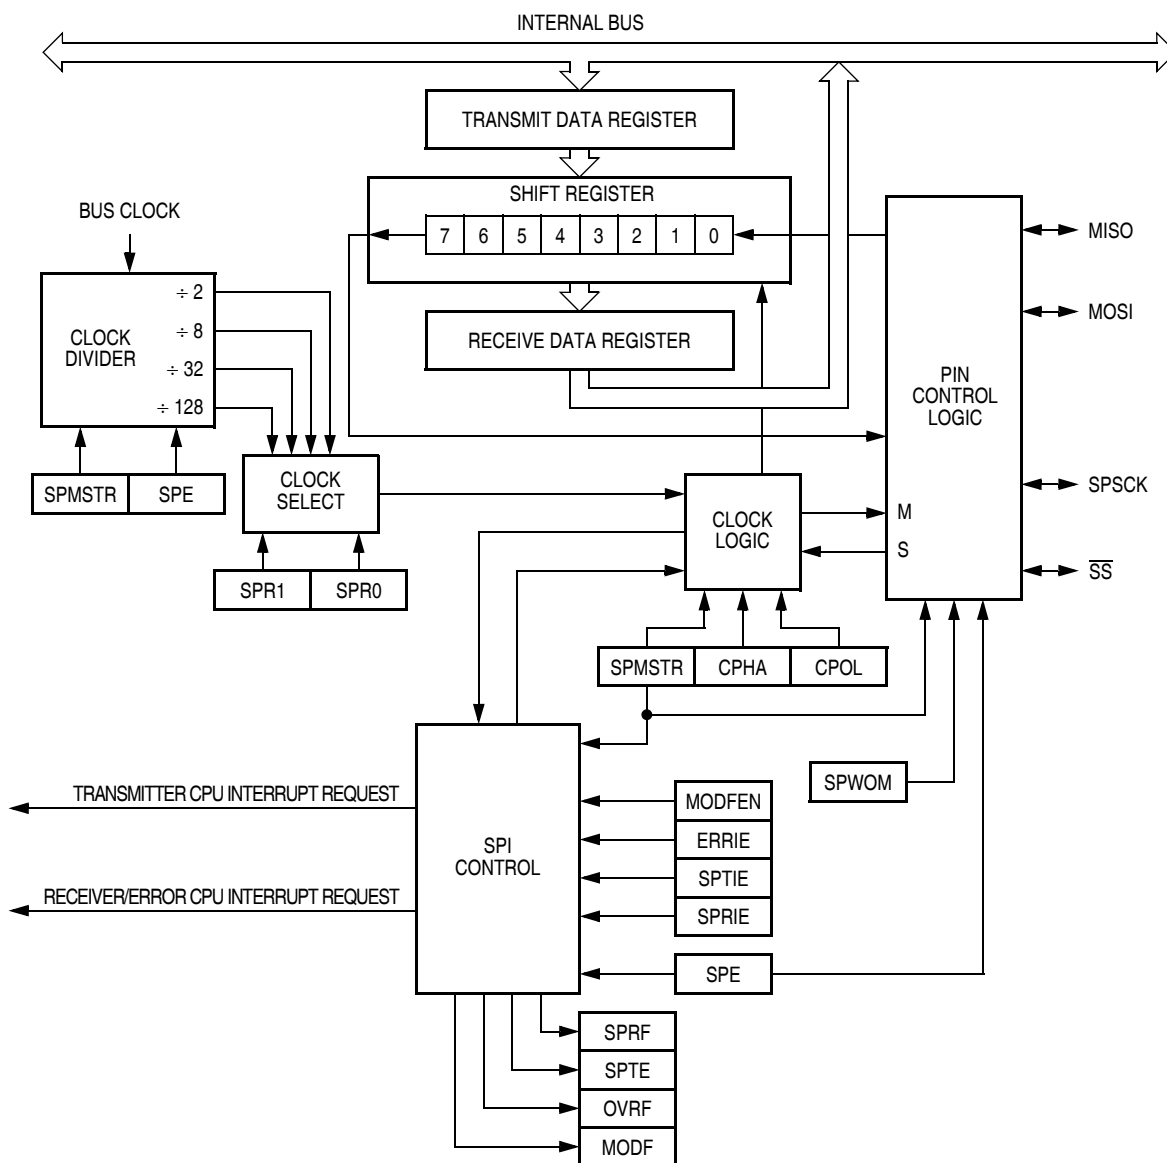 INTERNAL BUS
TRANSMIT DATA REGISTER
SHIFT REGISTER
7 6 5 4 3 2 1 0
RECEIVE DATA REGISTER
BUS CLOCK
CLOCK
DIVIDER
÷ 2
÷ 8
÷ 32
÷ 128
SPMSTR SPE
CLOCK
SELECT
SPR1 SPR0
CLOCK
LOGIC
SPMSTR CPHA CPOL
PIN
CONTROL
LOGIC
M
S
MISO
MOSI
SPSCK
SS
SPWOM
TRANSMITTER CPU INTERRUPT REQUEST
RECEIVER/ERROR CPU INTERRUPT REQUEST
SPI
CONTROL
MODFEN
ERRIE
SPTIE
SPRIE
SPE
SPRF
SPTE
OVRF
MODF